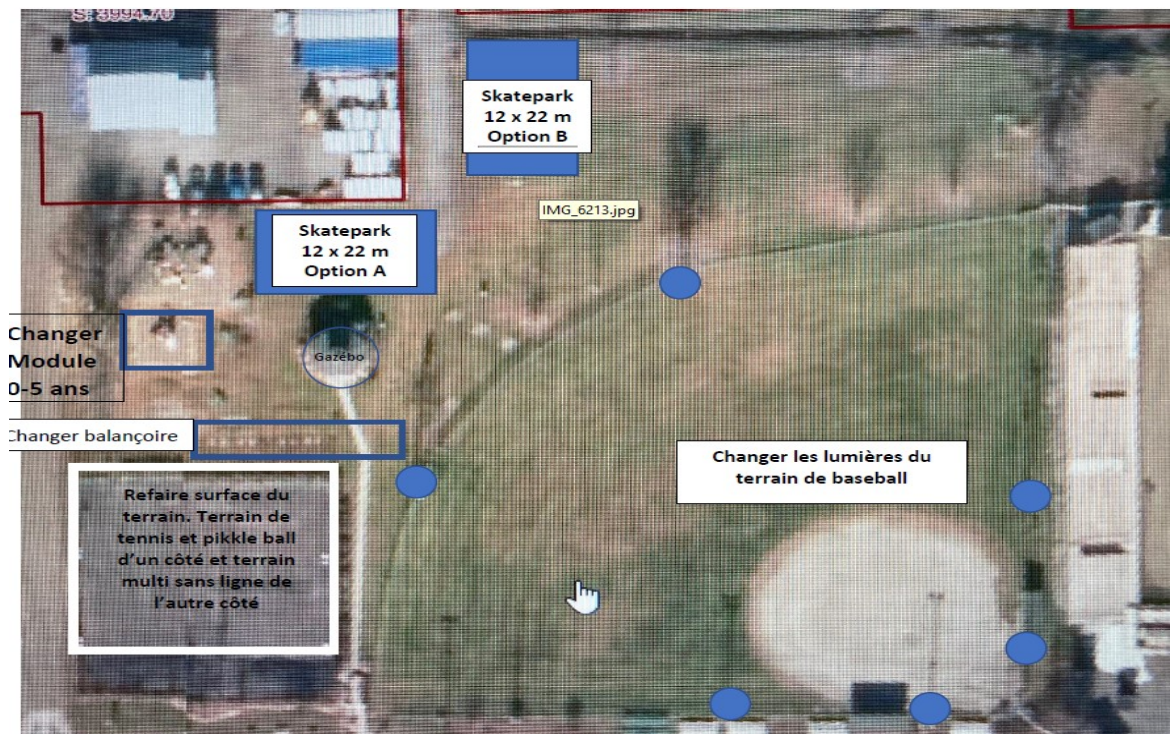 S: 3994.70
Skatepark
12 x 22 m
Option B
IMG_6213.jpg
Skatepark
12 x 22 m
Option A
Changer
Module
0-5 ans
Gazébo
Changer balançoire
Changer les lumières du
terrain de baseball
Refaire surface du
terrain. Terrain de
tennis et pikkle ball
d’un côté et terrain
multi sans ligne de
l’autre côté